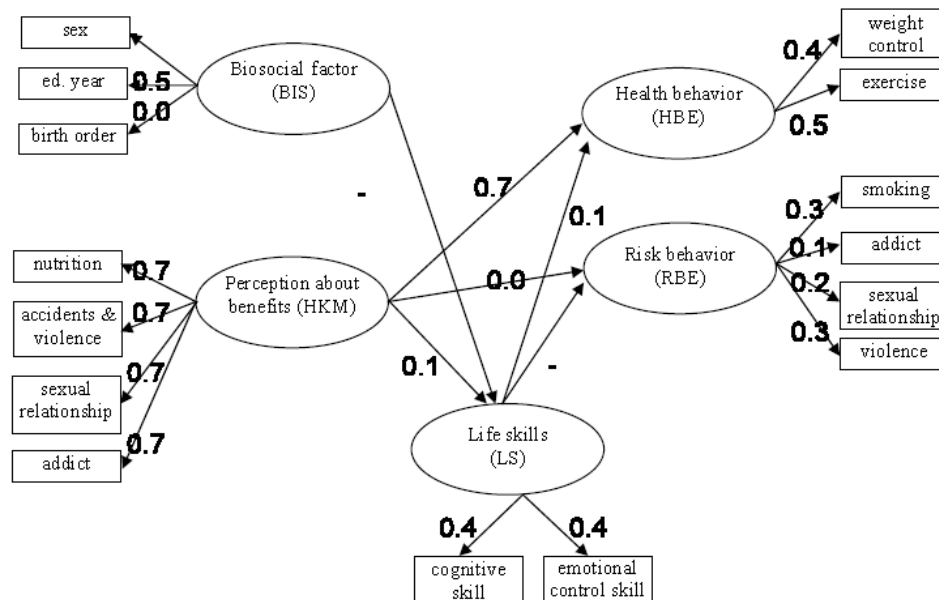 sex
ed. year
birth order
0.5
0.0
Biosocial factor
(BIS)
-
nutrition
accidents &
violence
sexual
relationship
addict
0.7
0.7
0.7
0.7
Perception about
benefits (HKM)
0.7
0.0
0.1
0.1
-
Health behavior
(HBE)
0.4
0.5
weight
control
exercise
Risk behavior
(RBE)
0.3
0.1
0.2
0.3
smoking
addict
sexual
relationship
violence
Life skills
(LS)
0.4
0.4
cognitive
skill
emotional
control skill